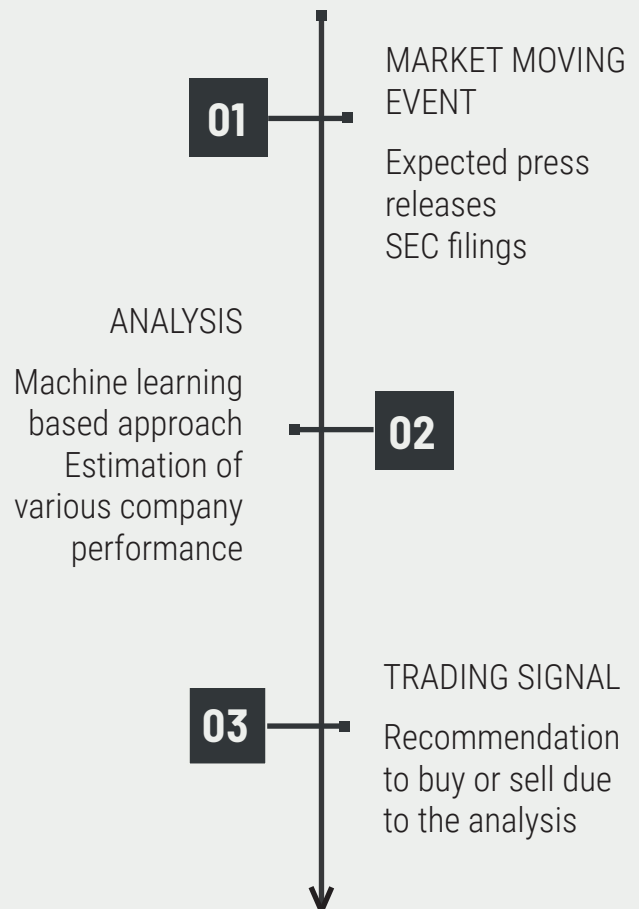 01
MARKET MOVING
EVENT
Expected press
releases
SEC filings
ANALYSIS
Machine learning
based approach
Estimation of
various company
performance
02
03
TRADING SIGNAL
Recommendation
to buy or sell due
to the analysis